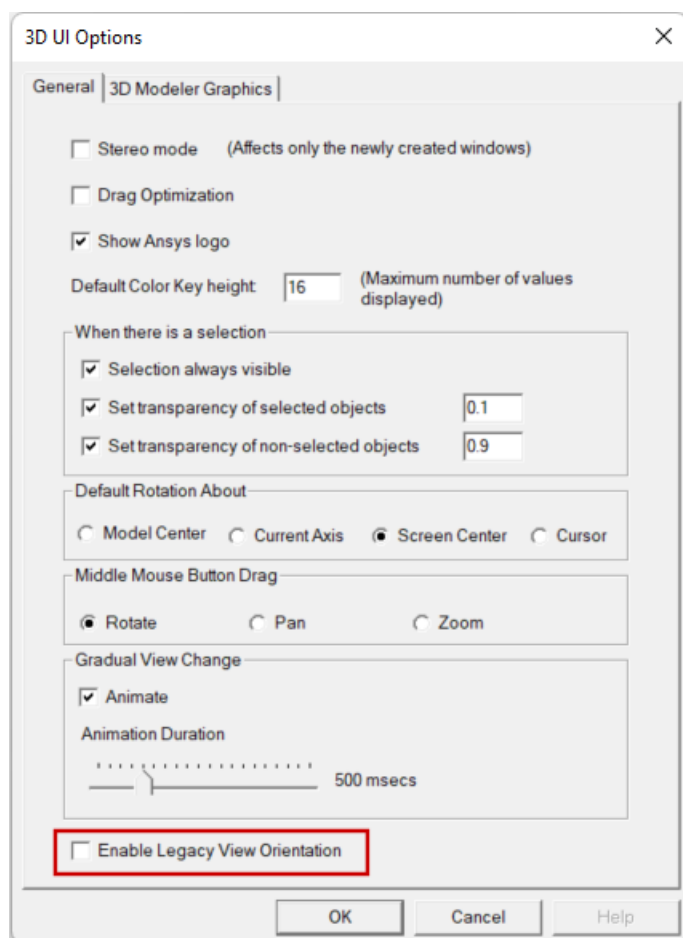 3D UI Options
General
3D Modeler Graphics
Stereo mode (Affects only the newly created windows)
Drag Optimization
Show Ansys logo
Default Color Key height: 16 (Maximum number of values
displayed)
When there is a selection
Selection always visible
Set transparency of selected objects 0.1
Set transparency of non-selected objects 0.9
Default Rotation About
Model Center Current Axis Screen Center Cursor
Middle Mouse Button Drag
Rotate Pan Zoom
Gradual View Change
Animate
Animation Duration
500 msecs
Enable Legacy View Orientation
OK Cancel Help